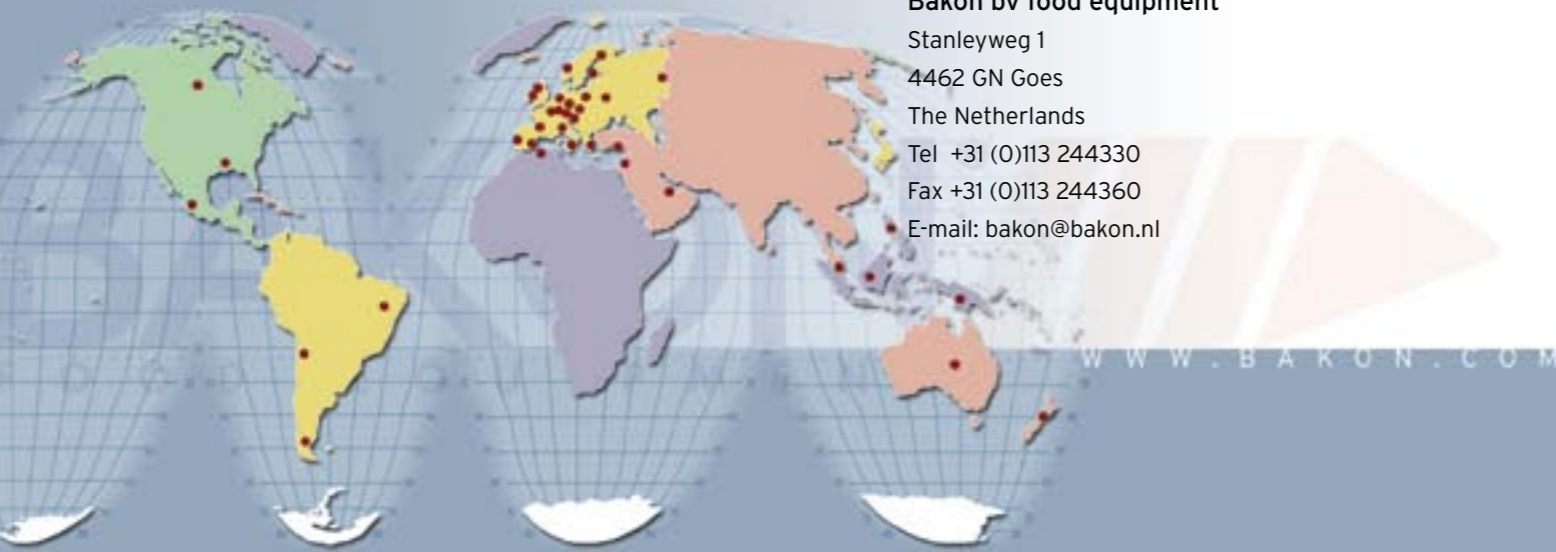 Bakon bv food equipment
Stanleyweg 1
4462 GN Goes
The Netherlands
Tel +31 (0)113 244330
Fax +31 (0)113 244360
E-mail: bakon@bakon.nl
WWW.BAKON.COM